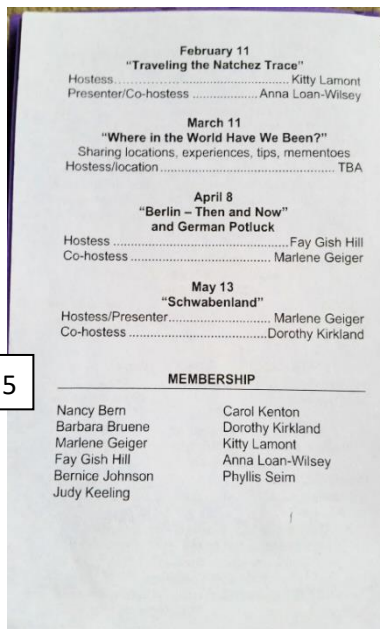 February 11
“Traveling the Natchez Trace”
Hostess................................................ Kitty Lamont
Presenter/Co-hostess .................Anna Loan-Wilsey
March 11
“Where in the World Have We Been?”
Sharing locations, experiences, tips, mementoes
Hostess/location............................................ TBA
April 8
“Berlin – Then and Now”
and German Potluck
Hostess .............................................Fay Gish Hill
Co-hostess .................................... Marlene Geiger
May 13
“Schwabenland”
Hostess/Presenter.......................... Marlene Geiger
Co-hostess ...................................Dorothy Kirkland
5
MEMBERSHIP
Nancy Bern
Barbara Bruene
Marlene Geiger
Fay Gish Hill
Bernice Johnson
Judy Keeling
Carol Kenton
Dorothy Kirkland
Kitty Lamont
Anna Loan-Wilsey
Phyllis Seim